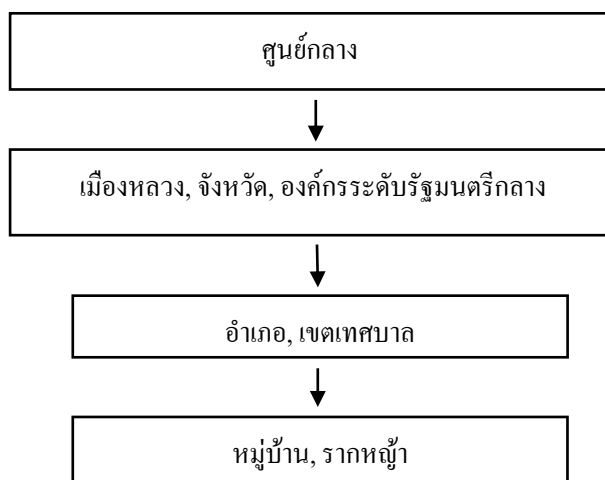 ศูนย์กลาง
เมืองหลวง, จังหวัด, องค์กรระดับรัฐมนตรีกลาง
อำเภอ, เขตเทศบาล
หมู่บ้าน, รากหญ้า